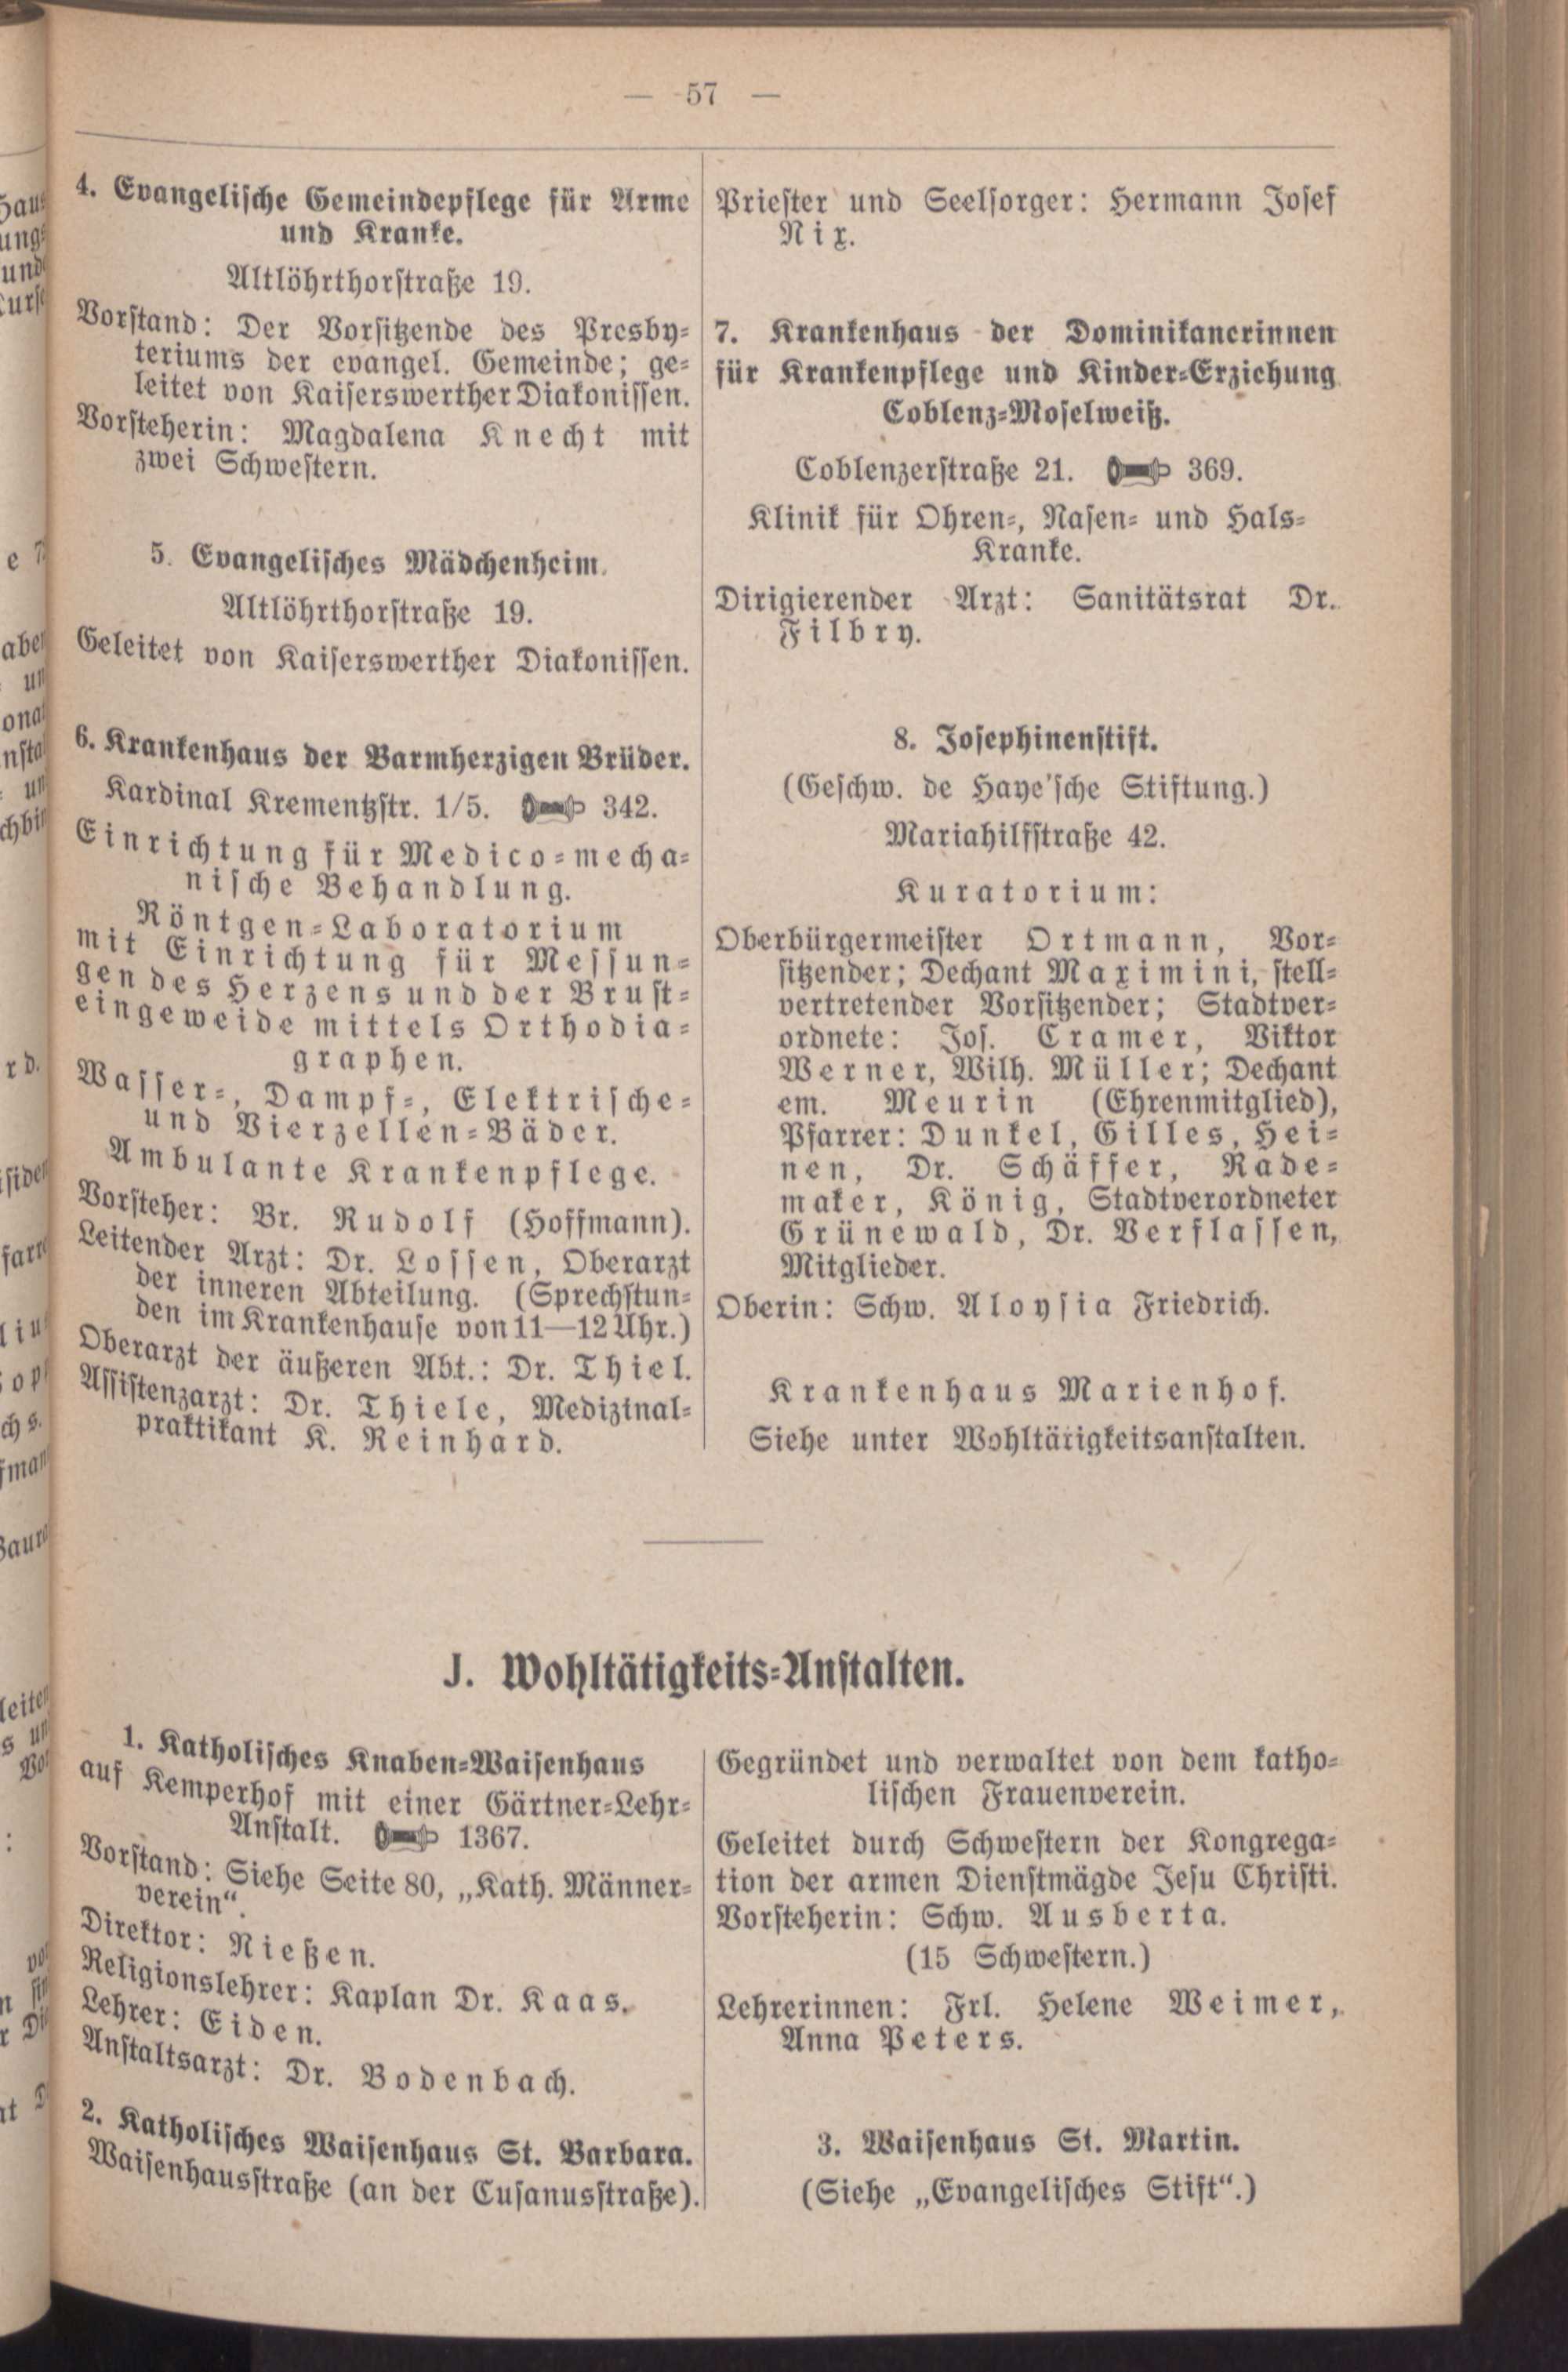 — 57 —
4. Evangelische Gemeindepflege für Arme
und Kranke.
Altlöhrthorstraße 19.
Vorstand: Der Vorsitzende des Presby-
teriums der evangel. Gemeinde; ge-
leitet von Kaiserswerther Diakonissen.
Vorsteherin: Magdalena Knecht mit
zwei Schwestern.
5. Evangelisches Mädchenheim.
Altlöhrthorstraße 19.
Geleitet von Kaiserswerther Diakonissen.
6. Krankenhaus der Barmherzigen Brüder.
Kardinal Krementzstr. 1/5. 342.
Einrichtung für Medico-mecha-
nische Behandlung.
Röntgen-Laboratorium
mit Einrichtung für Messun-
gen des Herzens und der Brust-
eingeweide mittels Orthodia-
graphen.
Wasser-, Dampf-, Elektrische-
und Vierzellen-Bäder.
Ambulante Krankenpflege.
Vorsteher: Br. Rudolf (Hoffmann).
Leitender Arzt: Dr. Lossen, Oberarzt
der inneren Abteilung. (Sprechstun-
den im Krankenhause von 11—12 Uhr.)
Oberarzt der äußeren Abt.: Dr. Thiel.
Assistenzarzt: Dr. Thiele, Medizinal-
praktikant K. Reinhard.
Priester und Seelsorger: Hermann Josef
Nix.
7. Krankenhaus der Dominikanerinnen
für Krankenpflege und Kinder-Erziehung
Coblenz-Moselweiß.
Coblenzerstraße 21. 369.
Klinik für Ohren-, Nasen- und Hals-
Kranke.
Dirigierender Arzt: Sanitätsrat Dr.
Filbry.
8. Josephinenstift.
(Geschw. de Haye'sche Stiftung.)
Mariahilfstraße 42.
Kuratorium:
Oberbürgermeister Ortmann, Vor-
sitzender; Dechant Maximini, stell-
vertretender Vorsitzender; Stadtver-
ordnete: Jos. Cramer, Viktor
Werner, Wilh. Müller; Dechant
em. Meurin (Ehrenmitglied),
Pfarrer: Dunkel, Gilles, Hei-
nen, Dr. Schäffer, Rade-
maker, König, Stadtverordneter
Grünewald, Dr. Verflassen,
Mitglieder.
Oberin: Schw. Aloysia Friedrich.
Krankenhaus Marienhof.
Siehe unter Wohltätigkeitsanstalten.
J. Wohltätigkeits-Anstalten.
1. Katholisches Knaben-Waisenhaus
auf Kemperhof mit einer Gärtner-Lehr-
Anstalt. 1367.
Vorstand: Siehe Seite 80, „Kath. Männer-
verein“.
Direktor: Nießen.
Religionslehrer: Kaplan Dr. Kaas.
Lehrer: Eiden.
Anstaltsarzt: Dr. Bodenbach.
2. Katholisches Waisenhaus St. Barbara.
Waisenhausstraße (an der Cusanusstraße).
Gegründet und verwaltet von dem katho-
lischen Frauenverein.
Geleitet durch Schwestern der Kongrega-
tion der armen Dienstmägde Jesu Christi.
Vorsteherin: Schw. Ausberta.
(15 Schwestern.)
Lehrerinnen: Frl. Helene Weimer,
Anna Peters.
3. Waisenhaus St. Martin.
(Siehe „Evangelisches Stift“.)